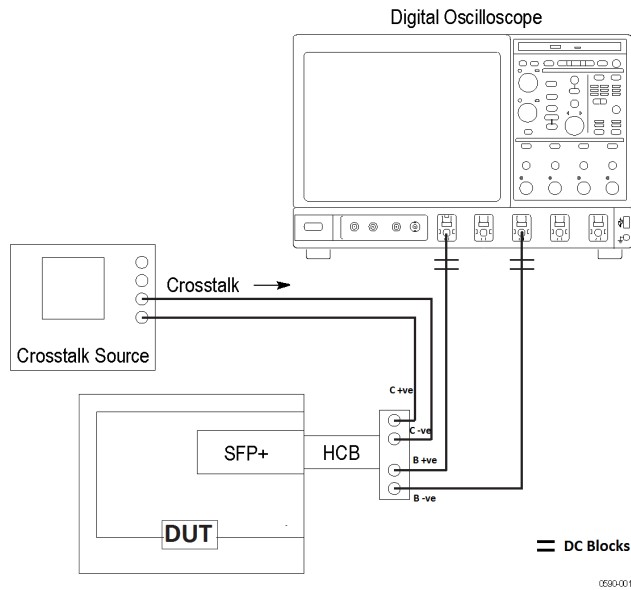 Digital Oscilloscope
Crosstalk
Crosstalk Source
C +ve
C -ve
SFP+
HCB
B +ve
B -ve
DUT
DC Blocks
0590-001